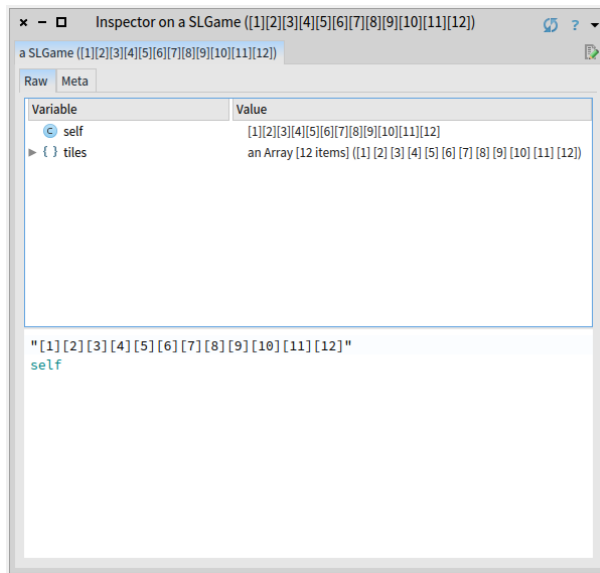 Inspector on a SLGame ([1][2][3][4][5][6][7][8][9][10][11][12])
?
a SLGame ([1][2][3][4][5][6][7][8][9][10][11][12])
Raw Meta
Variable Value
C self [1][2][3][4][5][6][7][8][9][10][11][12]
{ } tiles an Array [12 items] ([1] [2] [3] [4] [5] [6] [7] [8] [9] [10] [11] [12])
"[1][2][3][4][5][6][7][8][9][10][11][12]"
self